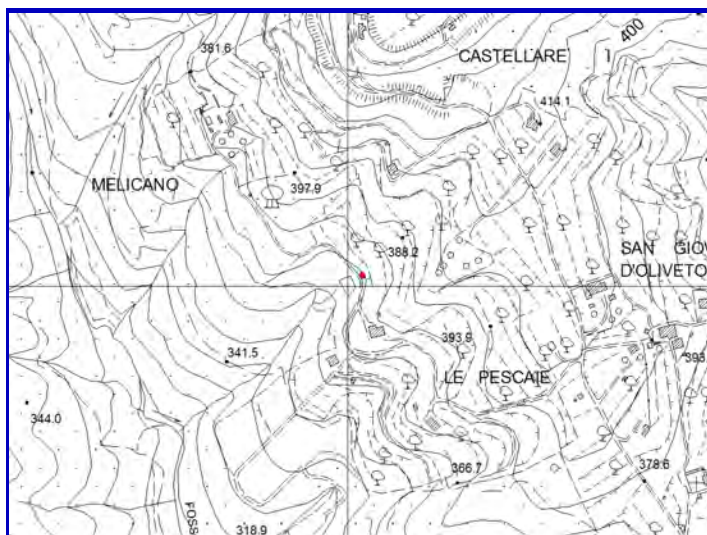 381.6
CASTELLARE
400
414.1
MELICANO
397.9
388.2
SAN GIOV
D'OLIVETO
341.5
393.9
393.
LE PESCAIE
344.0
366.7
378.6
FOSS
318.9